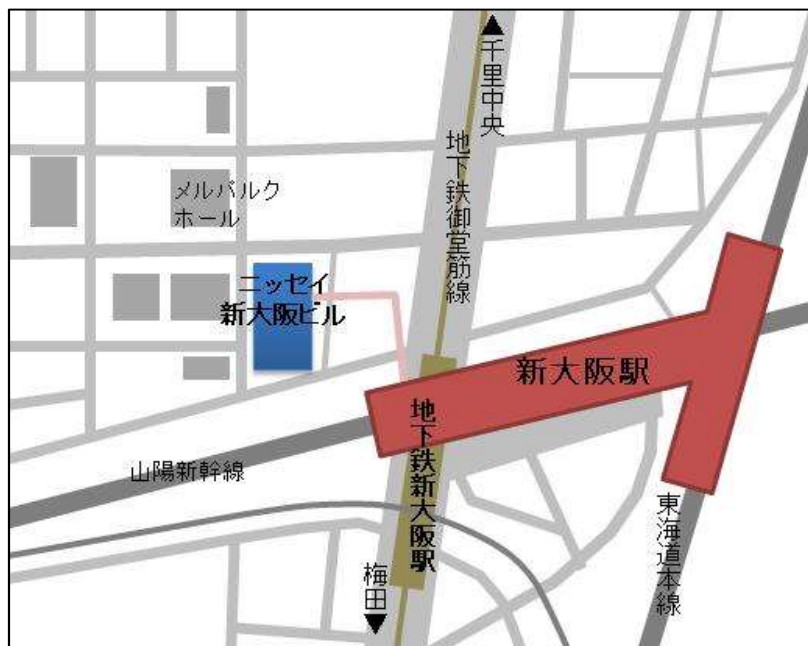 ▲千里中央
地下鉄御堂筋線
メルパルク
ホール
ニッセイ
新大阪ビル
新大阪駅
地下鉄新大阪駅
山陽新幹線
東海道本線
梅田▼